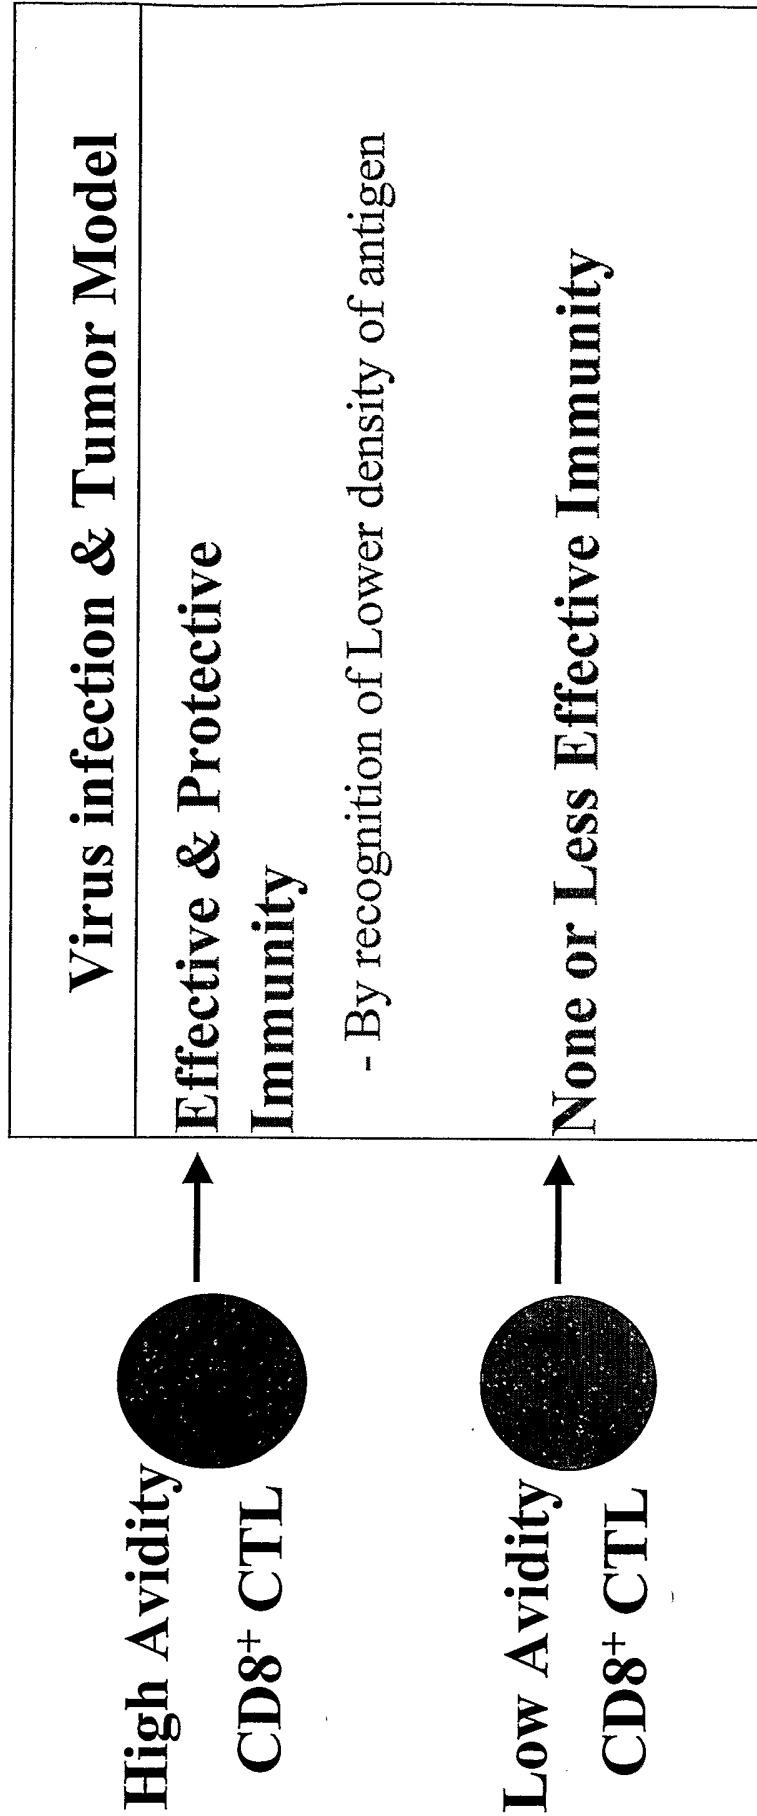 Virus infection & Tumor Model
High Avidity
CD8+ CTL
Effective & Protective
Immunity
- By recognition of Lower density of antigen
Low Avidity
CD8+ CTL
None or Less Effective Immunity